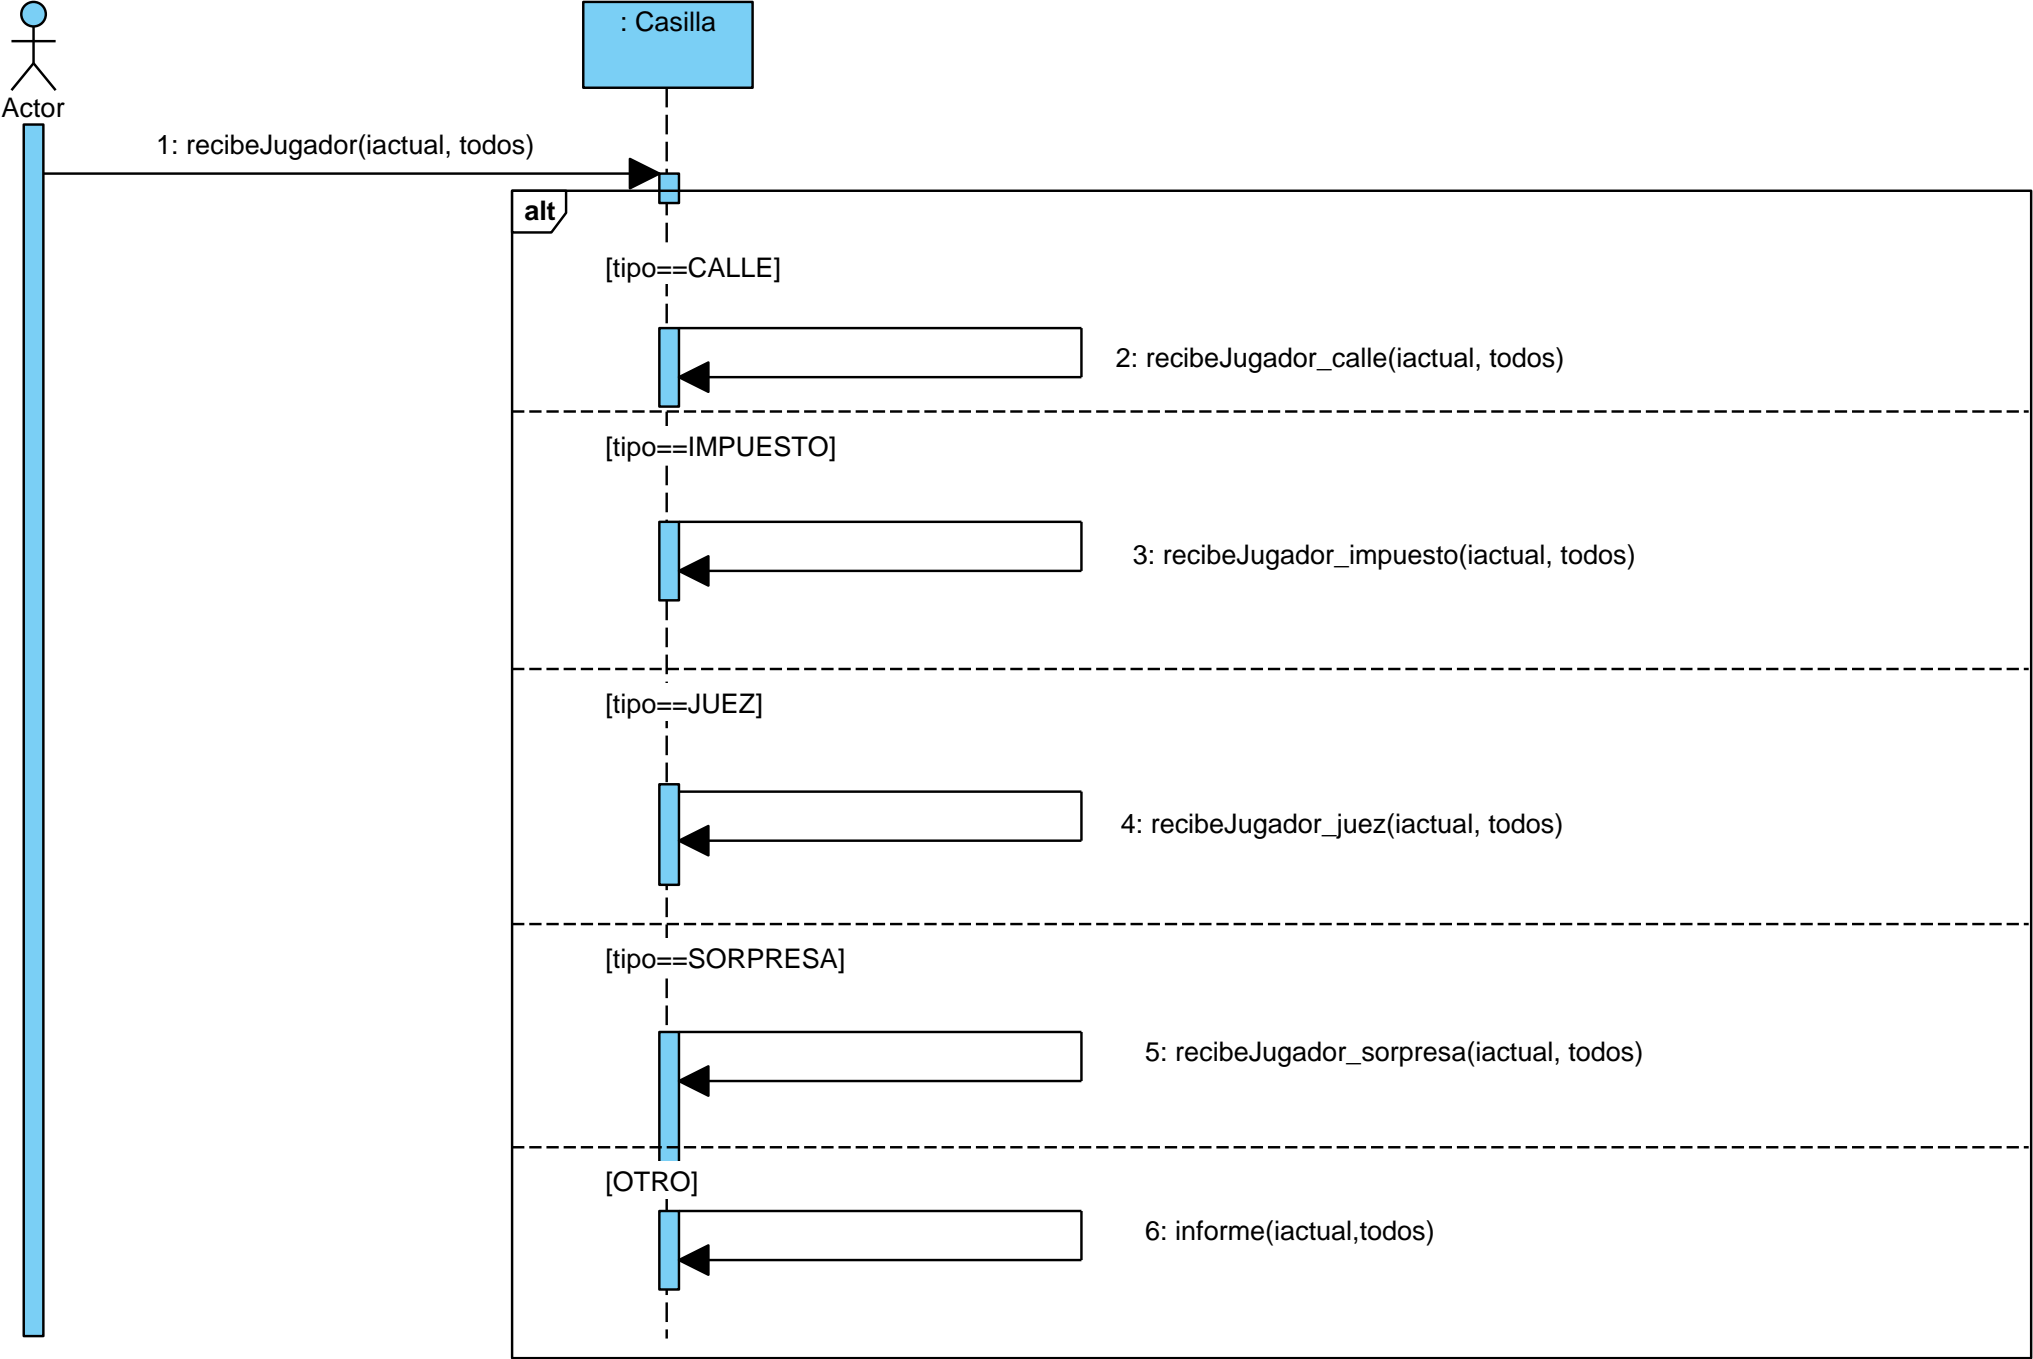 : Casilla
Actor
1: recibeJugador(iactual, todos)
alt
[tipo==CALLE]
2: recibeJugador_calle(iactual, todos)
[tipo==IMPUESTO]
3: recibeJugador_impuesto(iactual, todos)
[tipo==JUEZ]
4: recibeJugador_juez(iactual, todos)
[tipo==SORPRESA]
5: recibeJugador_sorpresa(iactual, todos)
[OTRO]
6: informe(iactual,todos)